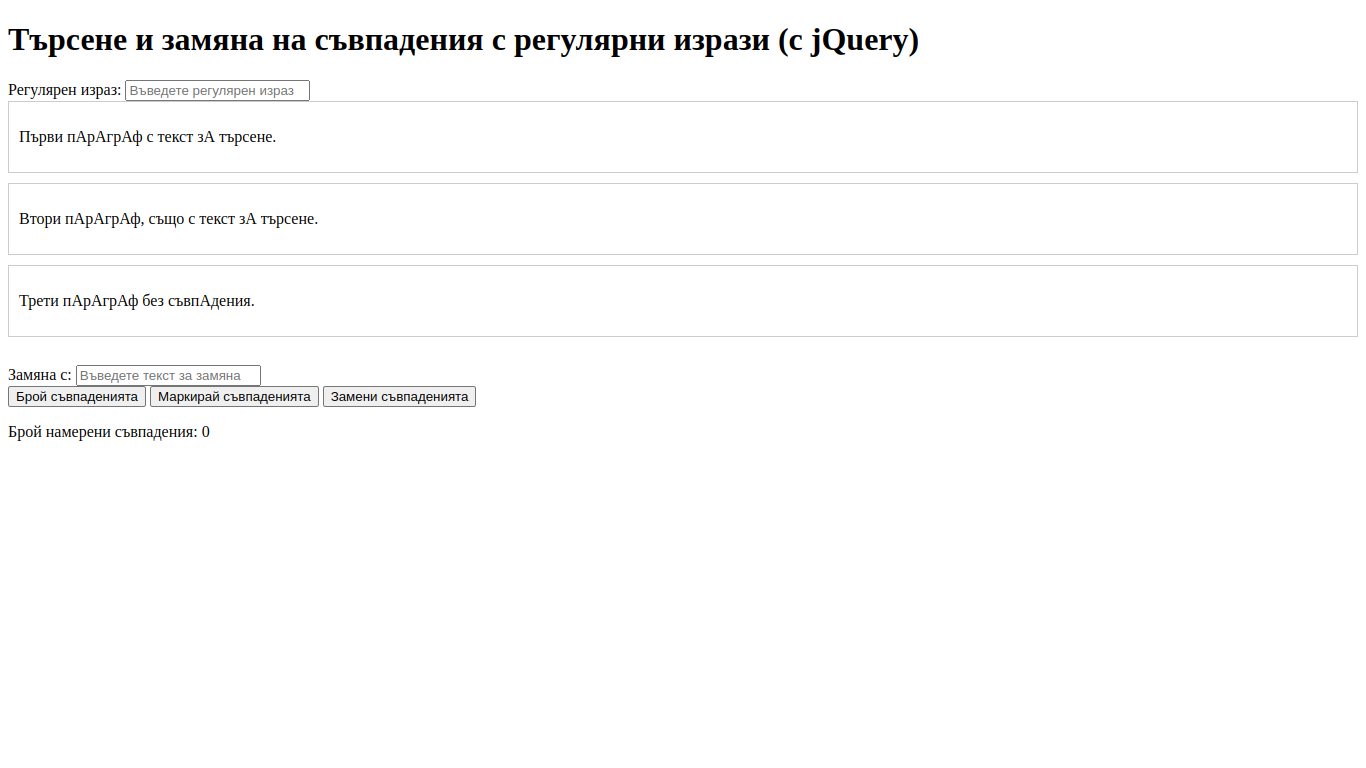 Търсене и замяна на съвпадения с регулярни изрази (с jQuery)
Регулярен израз: Въведете регулярен израз
Първи пАрАгрАф с текст зА търсене.
Втори пАрАгрАф, също с текст зА търсене.
Трети пАрАгрАф без съвпАдения.
Замяна с: Въведете текст за замяна
Брой съвпаденията Маркирай съвпаденията Замени съвпаденията
Брой намерени съвпадения: 0